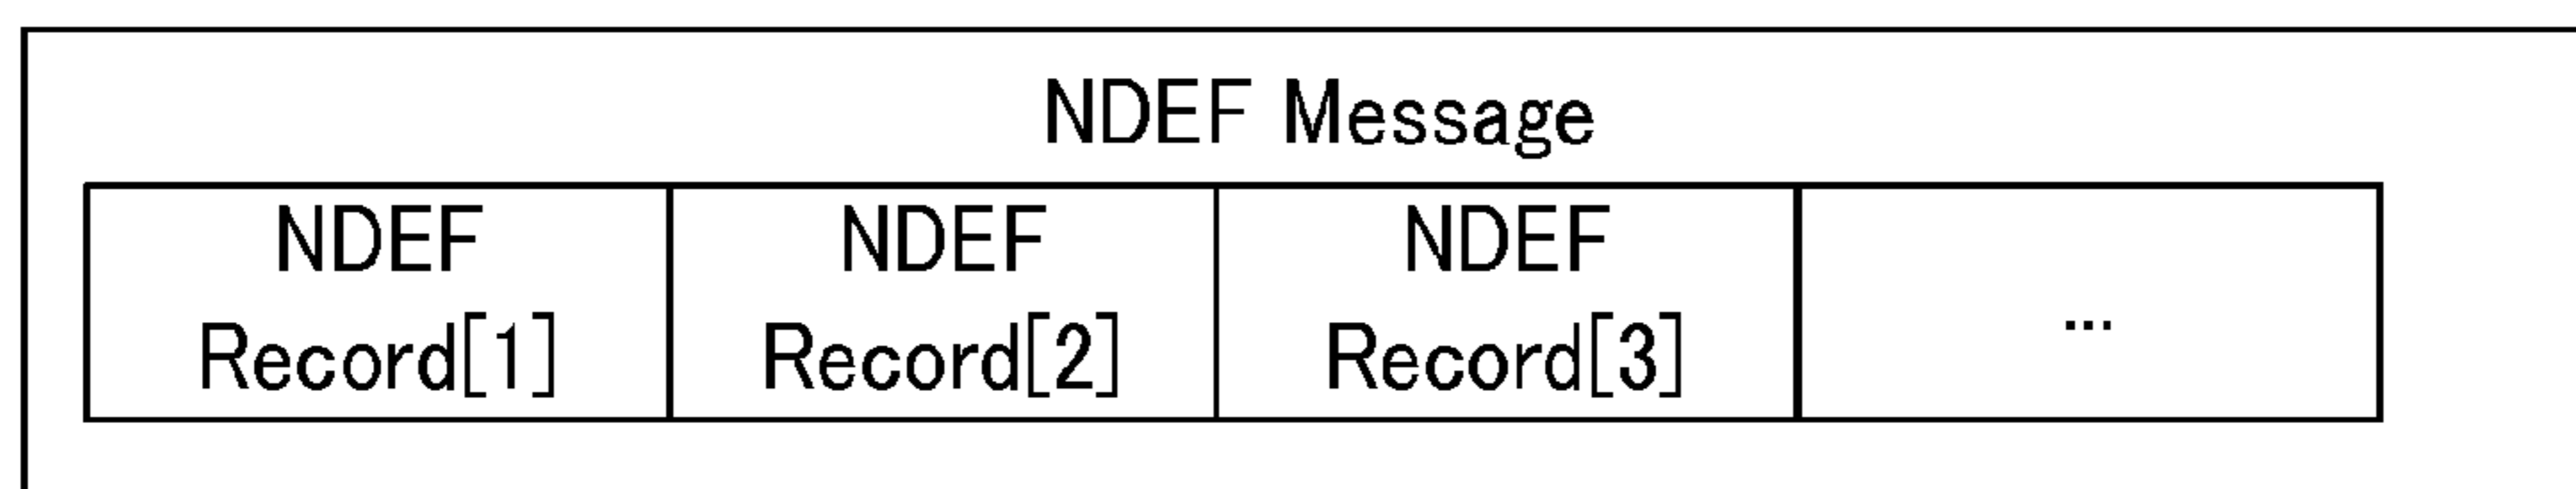 NDEF Message
NDEF
Record[1]
NDEF
Record[2]
NDEF
Record[3]
...